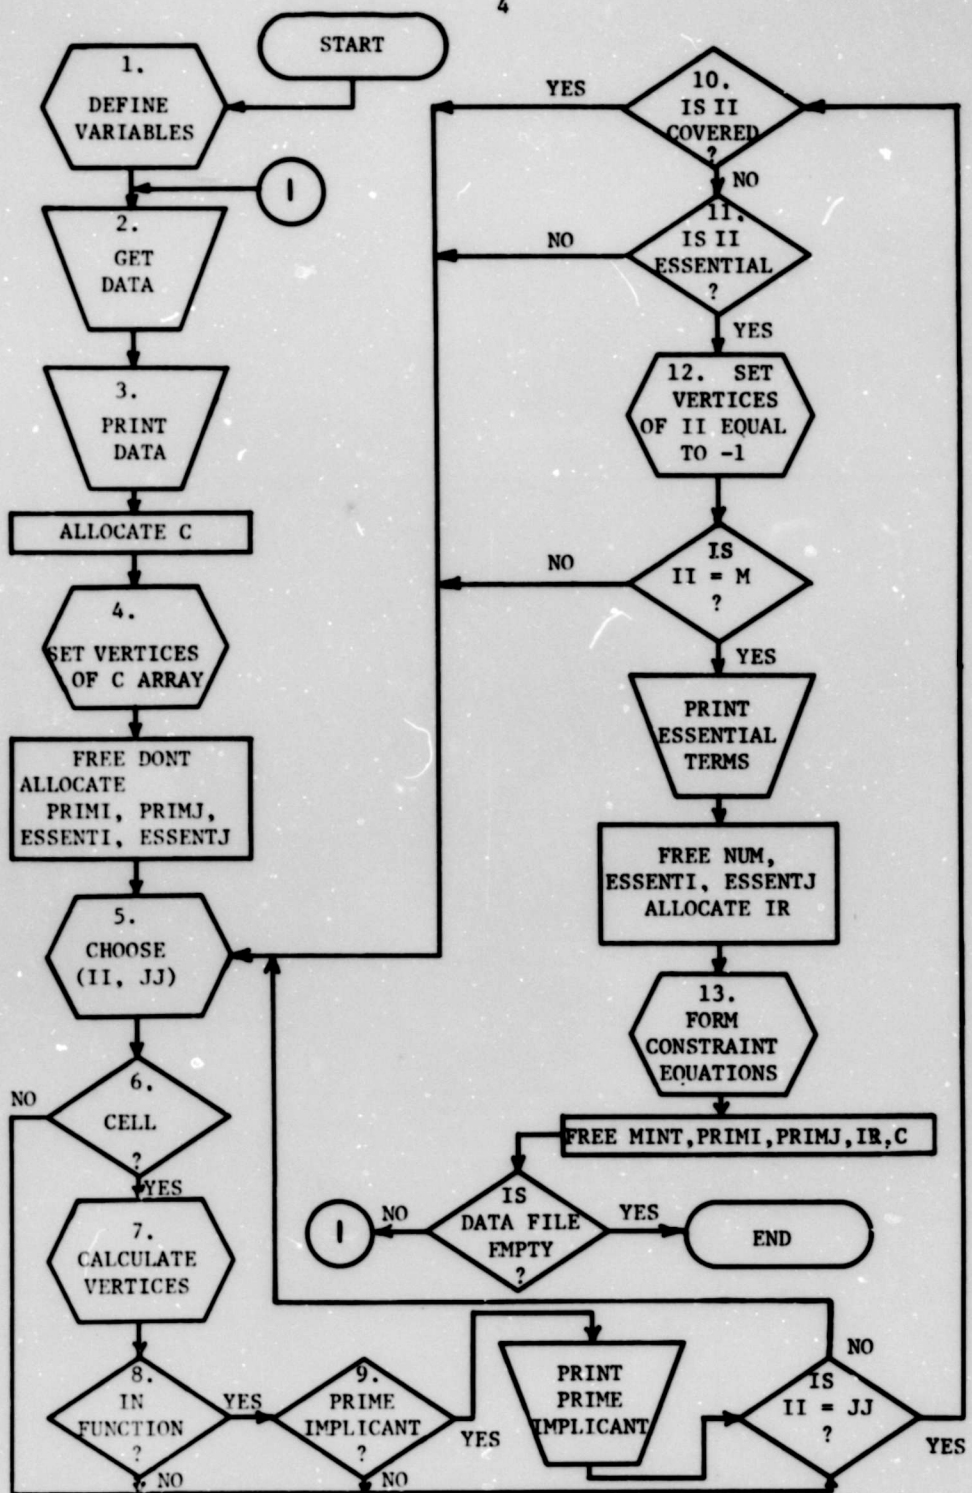 4
START
1.
DEFINE
VARIABLES
I
2.
GET
DATA
3.
PRINT
DATA
ALLOCATE C
4.
SET VERTICES
OF C ARRAY
FREE DONT
ALLOCATE
PRIMI, PRIMJ,
ESSENTI, ESSENTJ
5.
CHOOSE
(II, JJ)
6.
CELL
?
NO
YES
7.
CALCULATE
VERTICES
8.
IN
FUNCTION
?
YES
NO
9.
PRIME
IMPLICANT
?
YES
NO
PRINT
PRIME
IMPLICANT
IS
II = JJ
?
NO
YES
10.
IS II
COVERED
?
YES
NO
11.
IS II
ESSENTIAL
?
NO
YES
12. SET
VERTICES
OF II EQUAL
TO -1
IS
II = M
?
NO
YES
PRINT
ESSENTIAL
TERMS
FREE NUM,
ESSENTI, ESSENTJ
ALLOCATE IR
13.
FORM
CONSTRAINT
EQUATIONS
FREE MINT,PRIMI,PRIMJ,IR,C
IS
DATA FILE
EMPTY
?
NO
I
YES
END